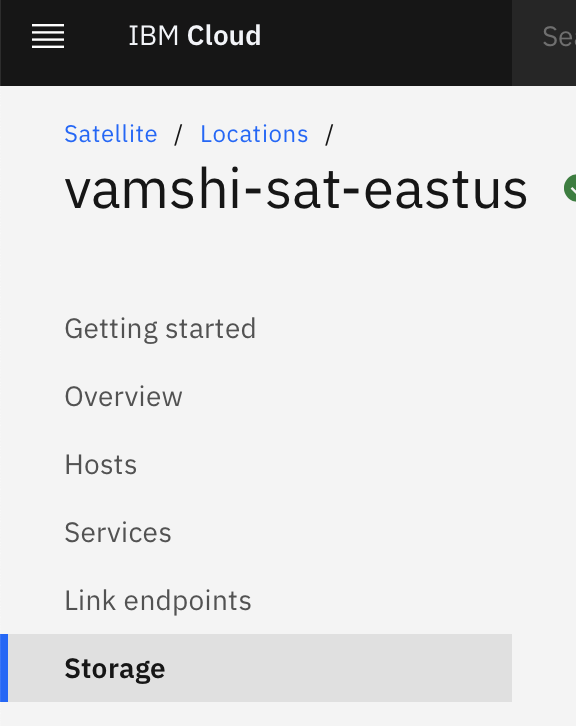 IBM Cloud
Satellite / Locations /
vamshi-sat-eastus
Getting started
Overview
Hosts
Services
Link endpoints
Storage